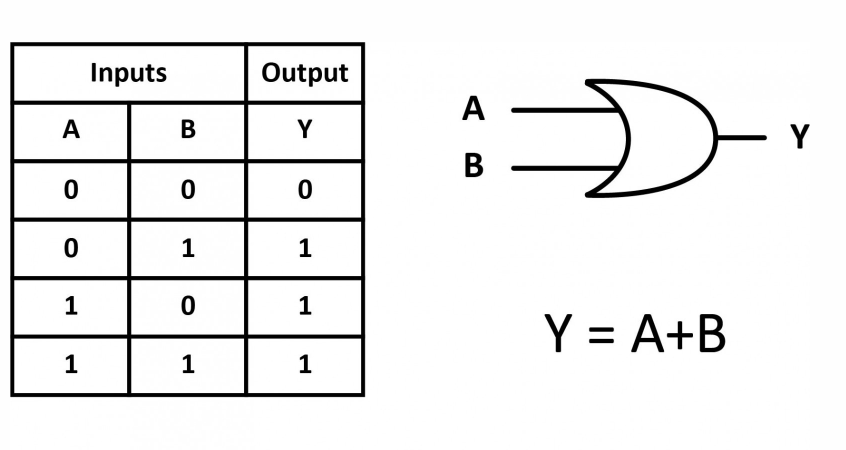 Inputs Output
A B Y
0 0 0
0 1 1
1 0 1
1 1 1
A
B
Y
Y = A+B